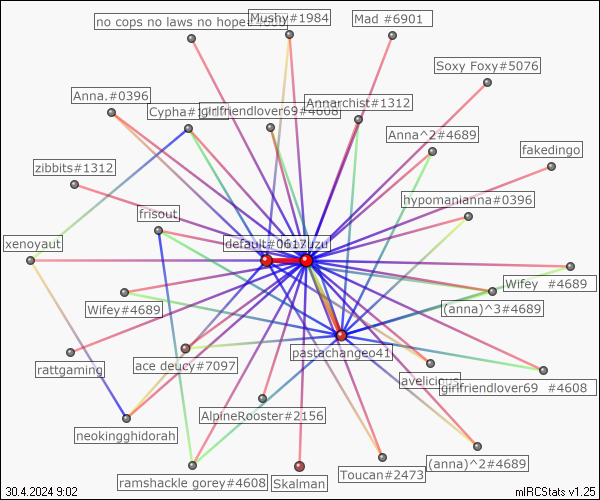 no cops no laws no hope
Mushy#1984
Mad #6901
Soxy Foxy#5076
Anna.#0396
Cypha#
girlfriendlover69#4608
Annarchist#1312
Anna^2#4689
fakedingo
zibbits#1312
hypomanianna#0396
frisout
xenoyaut
default#0617
uzu
Wifey #4689
Wifey#4689
(anna)^3#4689
pastachangeo41
rattgaming
ace deucy#7097
avelicious
girlfriendlover69 #4608
AlpineRooster#2156
neokingghidorah
(anna)^2#4689
Toucan#2473
ramshackle gorey#4608
Skalman
30.4.2024 9:02
mIRCStats v1.25